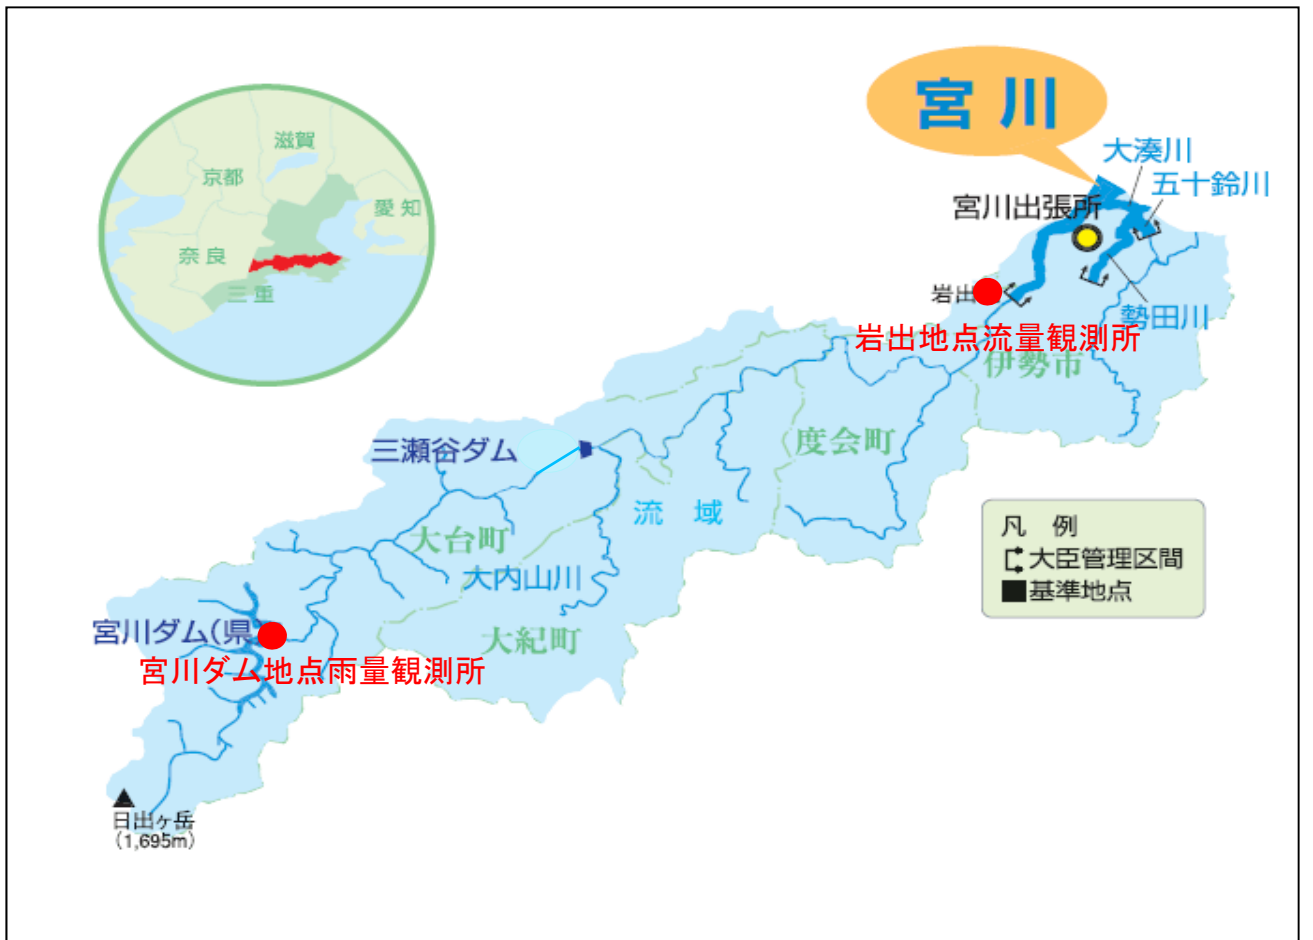 宮川
滋賀
京都
愛知
奈良
三重
大湊川
五十鈴川
宮川出張所
岩出
勢田川
岩出地点流量観測所
伊勢市
三瀬谷ダム
度会町
流 域
大台町
大内山川
凡 例
大臣管理区間
基準地点
宮川ダム(県
大紀町
宮川ダム地点雨量観測所
日出ヶ岳
(1,695m)